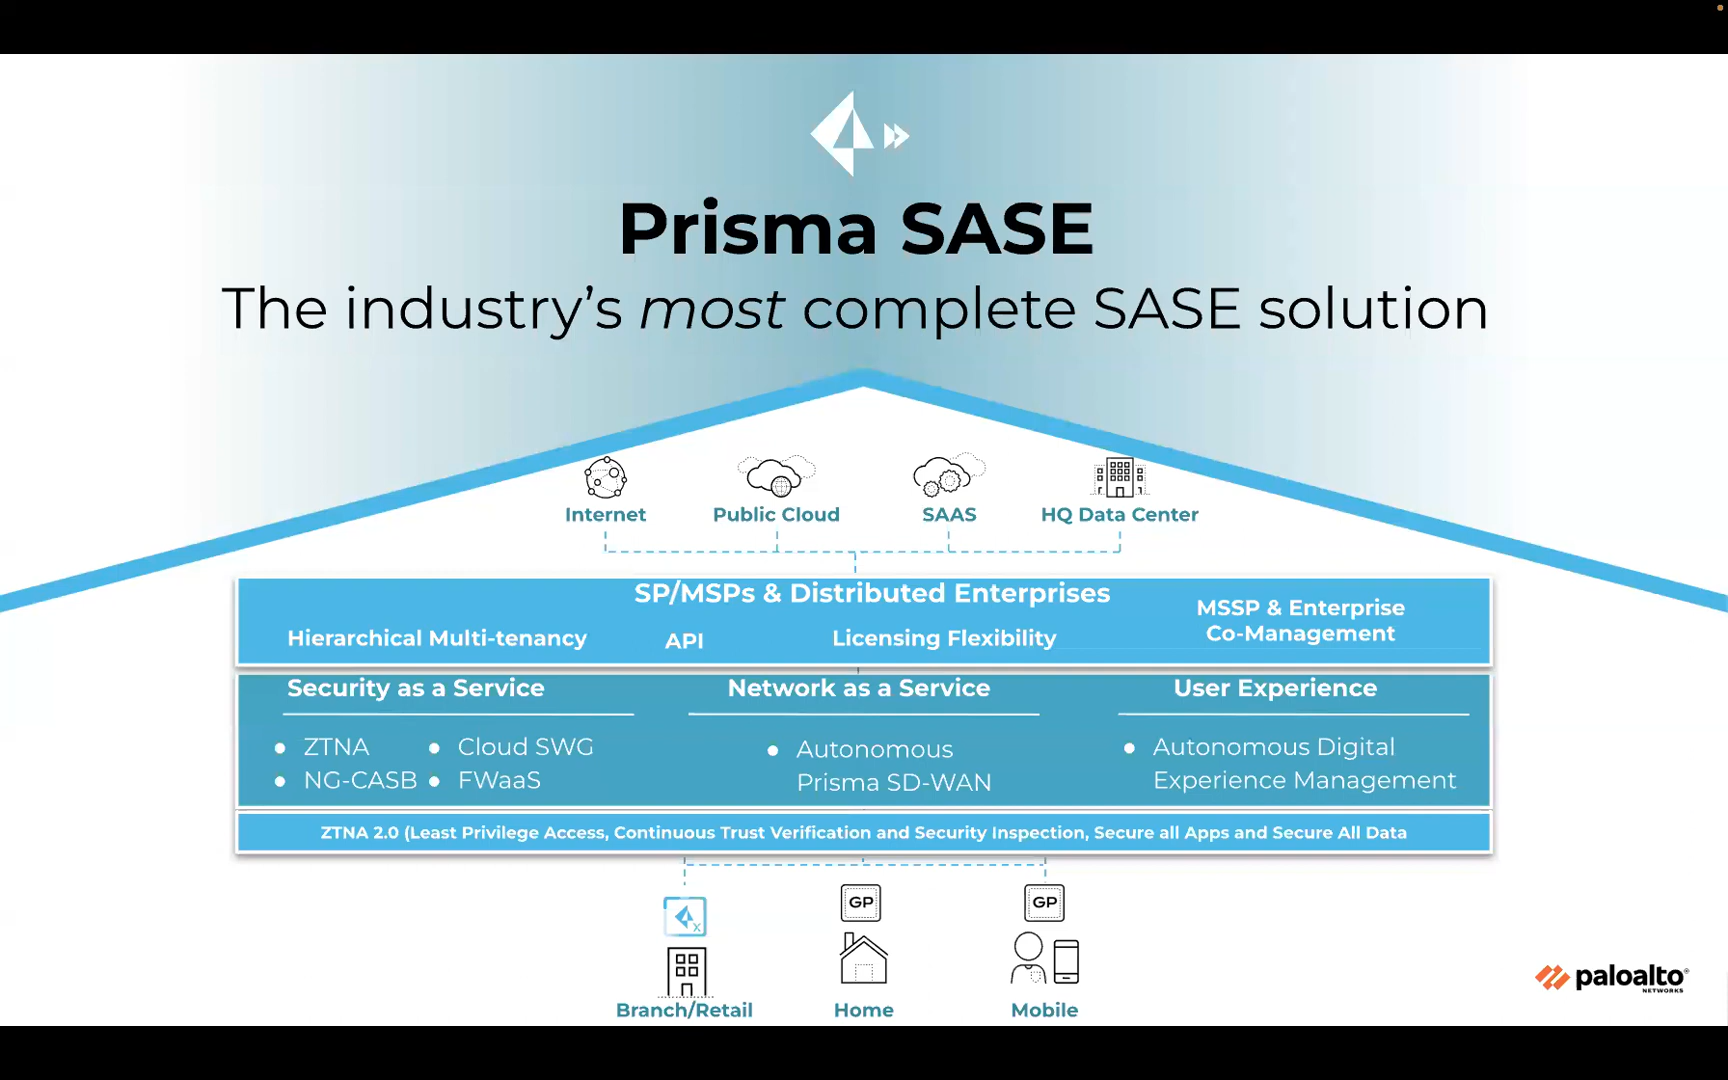 Prisma SASE
The industry’s most complete SASE solution
Internet
Public Cloud
SAAS
HQ Data Center
SP/MSPs & Distributed Enterprises
Hierarchical Multi-tenancy
API
Licensing Flexibility
MSSP & Enterprise
Co-Management
Security as a Service
● ZTNA
● NG-CASB
● Cloud SWG
● FWaaS
Network as a Service
● Autonomous
Prisma SD-WAN
User Experience
● Autonomous Digital
Experience Management
ZTNA 2.0 (Least Privilege Access, Continuous Trust Verification and Security Inspection, Secure all Apps and Secure All Data
X
GP
GP
Branch/Retail
Home
Mobile
paloalto®
NETWORKS